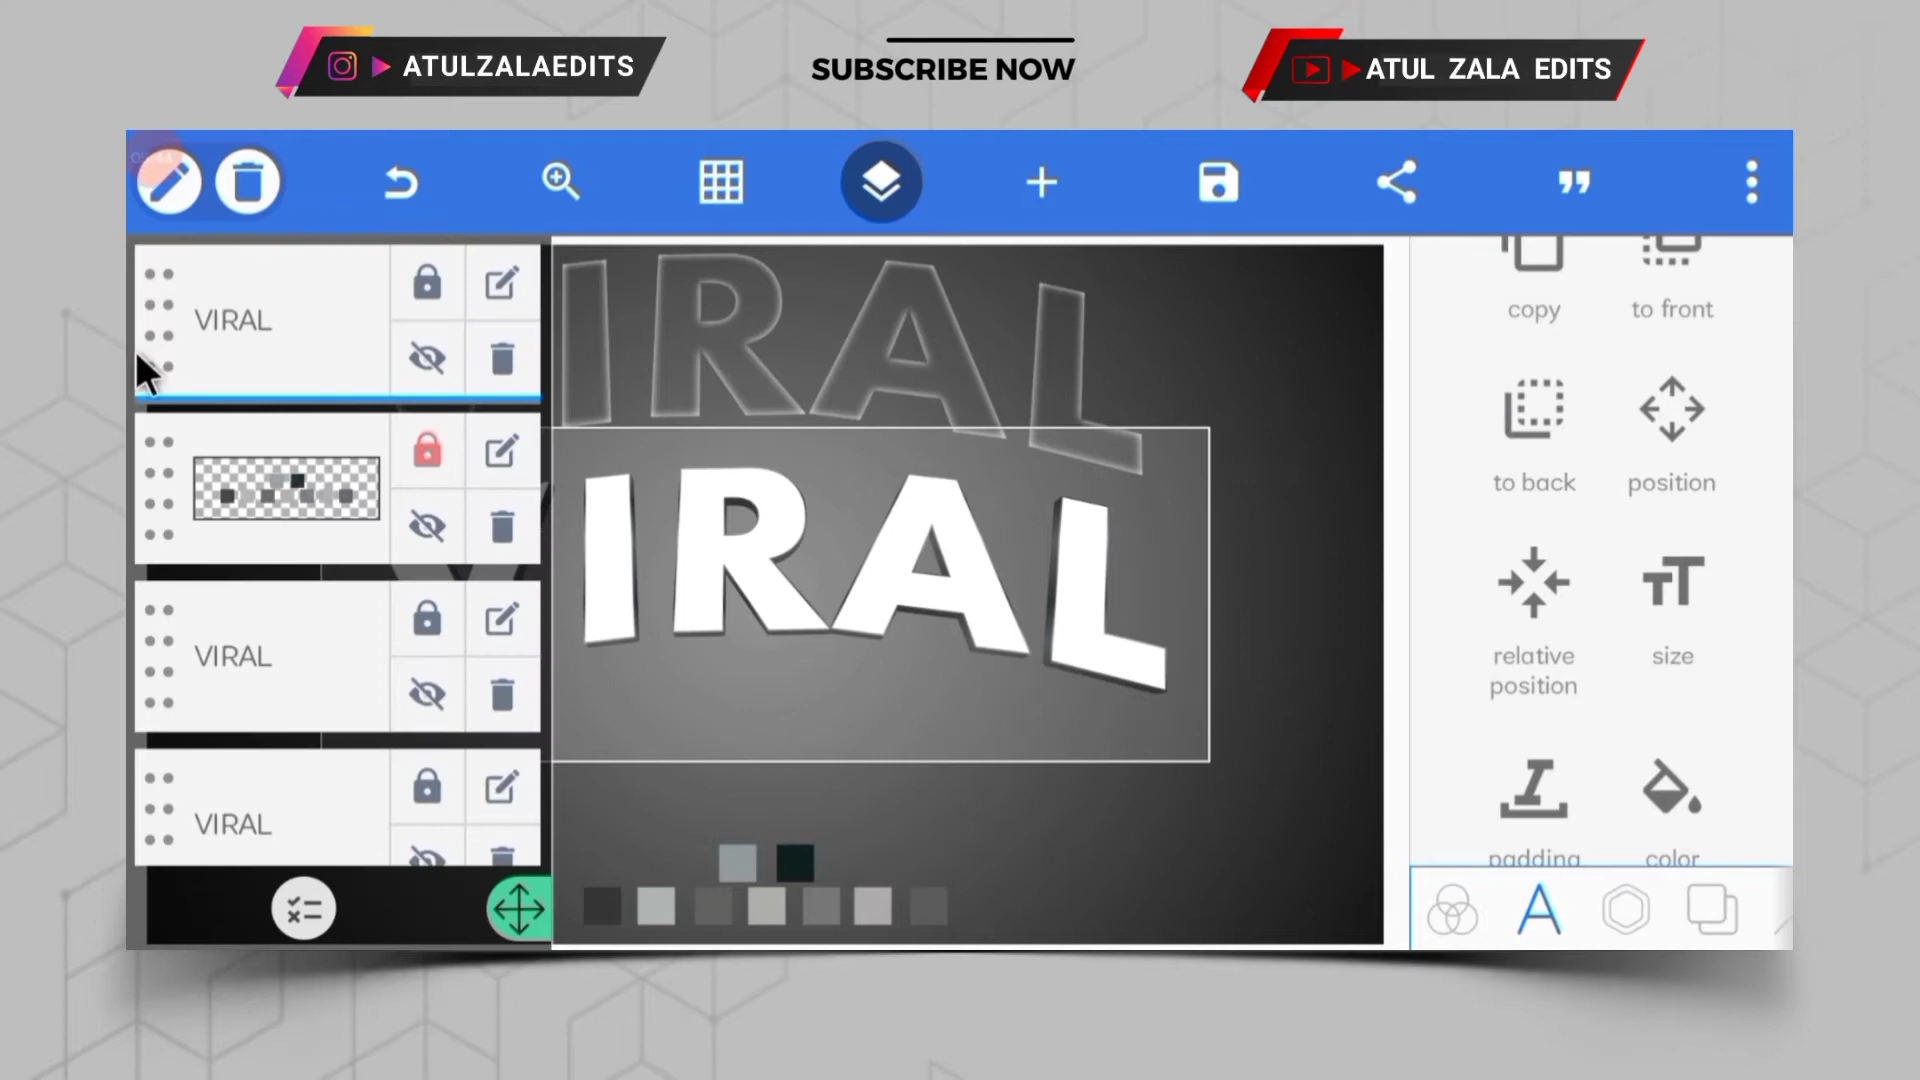 ATULZALAEDITS
SUBSCRIBE NOW
ATUL ZALA EDITS
VIRAL
VIRAL
VIRAL
IRAL
IRAL
copy
to front
to back
position
relative
position
size
padding
color